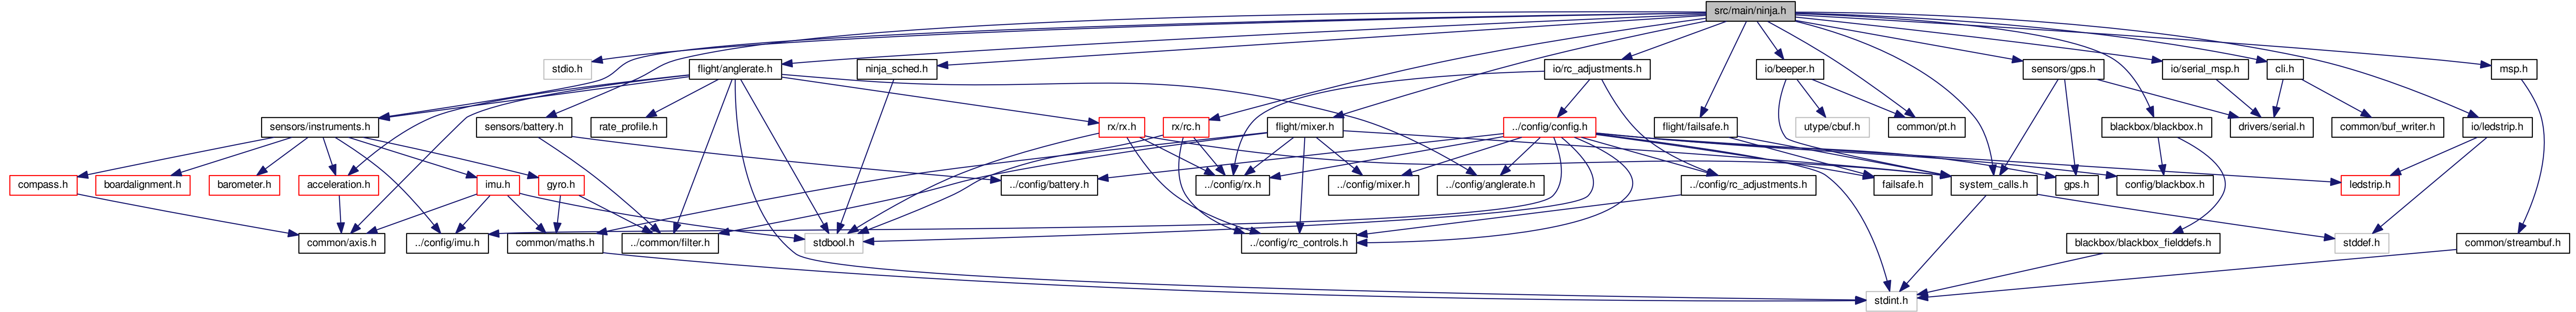 src/main/ninja.h
stdio.h
flight/anglerate.h
ninja_sched.h
io/rc_adjustments.h
io/beeper.h
sensors/gps.h
io/serial_msp.h
cli.h
msp.h
sensors/instruments.h
sensors/battery.h
rate_profile.h
rx/rx.h
rx/rc.h
flight/mixer.h
../config/config.h
flight/failsafe.h
utype/cbuf.h
common/pt.h
blackbox/blackbox.h
drivers/serial.h
common/buf_writer.h
io/ledstrip.h
compass.h
boardalignment.h
barometer.h
acceleration.h
imu.h
gyro.h
../config/battery.h
../config/rx.h
../config/mixer.h
../config/anglerate.h
../config/rc_adjustments.h
failsafe.h
system_calls.h
gps.h
config/blackbox.h
ledstrip.h
common/axis.h
../config/imu.h
common/maths.h
../common/filter.h
stdbool.h
../config/rc_controls.h
blackbox/blackbox_fielddefs.h
stddef.h
common/streambuf.h
stdint.h